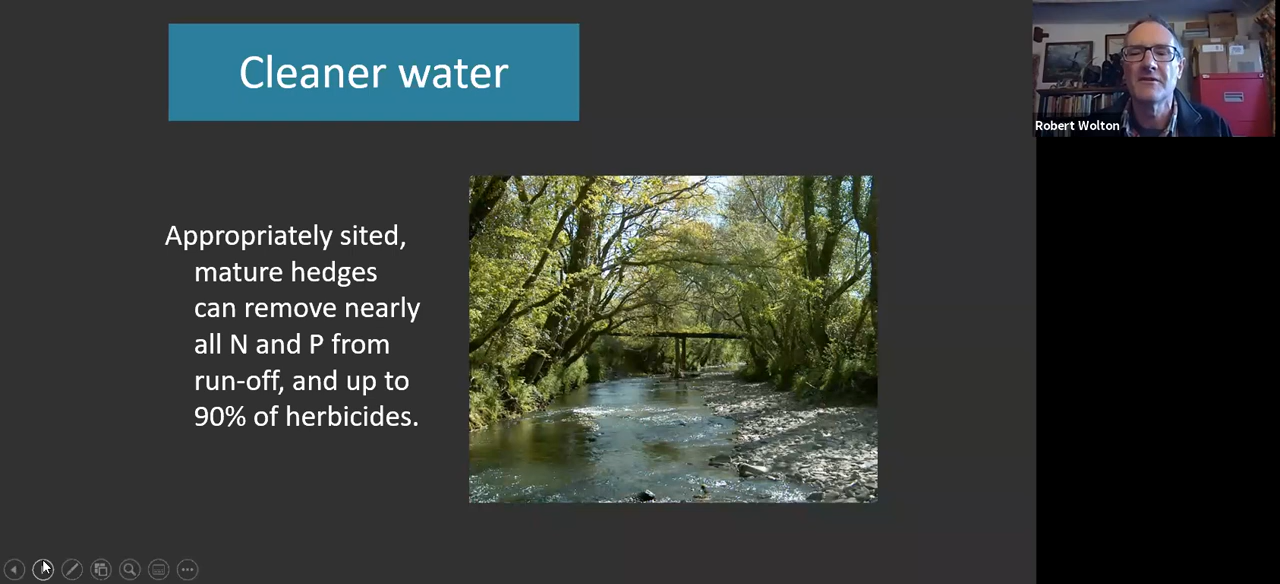 Cleaner water
Robert Wolton
Appropriately sited,
mature hedges
can remove nearly
all N and P from
run-off, and up to
90% of herbicides.